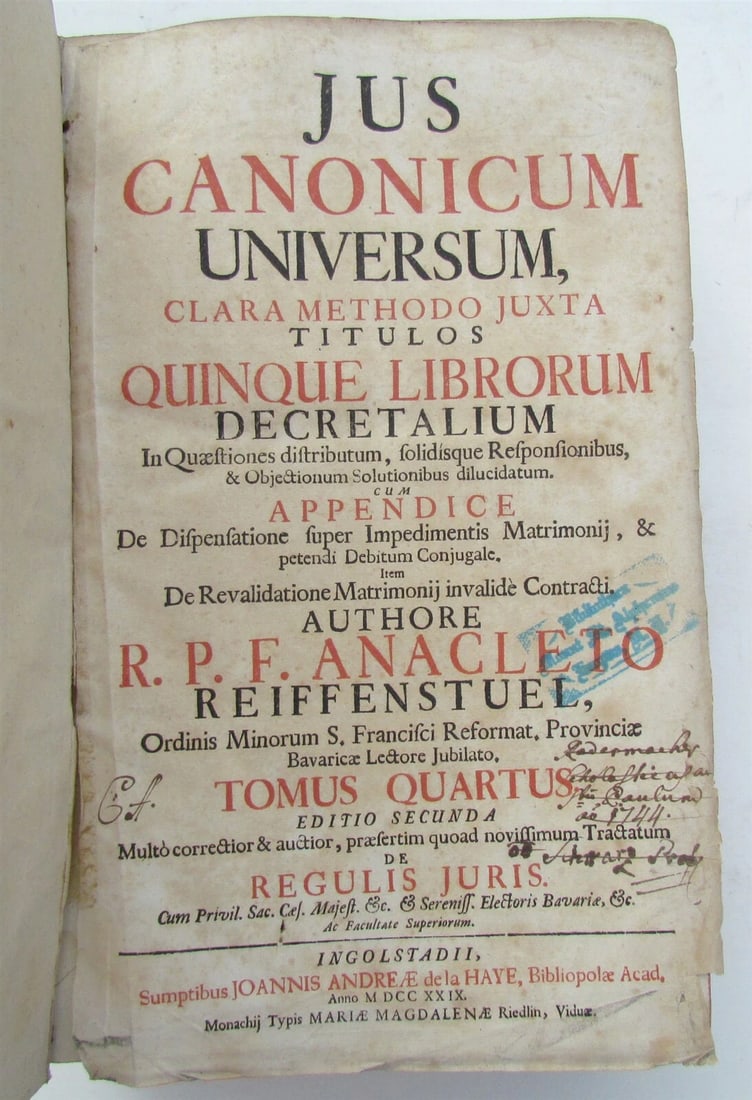 JUS
CANONICUM
UNIVERSUM,
CLARA METHODO JUXTA
TITULOS
QUINQUE LIBRORUM
DECRETALIUM
In Quæſtiones diſtributum, ſolidíſque Reſponſionibus,
& Objectionum Solutionibus dilucidatum.
CUM
APPENDICE
De Diſpenſatione ſuper Impedimentis Matrimonij, &
petendi Debitum Conjugale.
Item
De Revalidatione Matrimonij invalidè Contracti.
AUTHORE
R. P. F. ANACLETO
REIFFENSTUEL,
Ordinis Minorum S. Franciſci Reformat. Provinciæ
Bavaricæ Lectore Jubilato.
TOMUS QUARTUS
EDITIO SECUNDA
Multò correctior & auctior, præſertim quoad noviſſimum Tractatum
DE
REGULIS JURIS.
Cum Privil. Sac. Cæſ. Majeſt. &c. & Sereniſſ. Electoris Bavariæ, &c.
Ac Facultate Superiorum.
INGOLSTADII,
Sumptibus JOANNIS ANDREÆ de la HAYE, Bibliopolæ Acad.
Anno M DCC XXIX.
Monachij Typis MARIÆ MAGDALENÆ Riedlin, Viduæ.
Bibliothek
Radermacher
Paulum
1744.